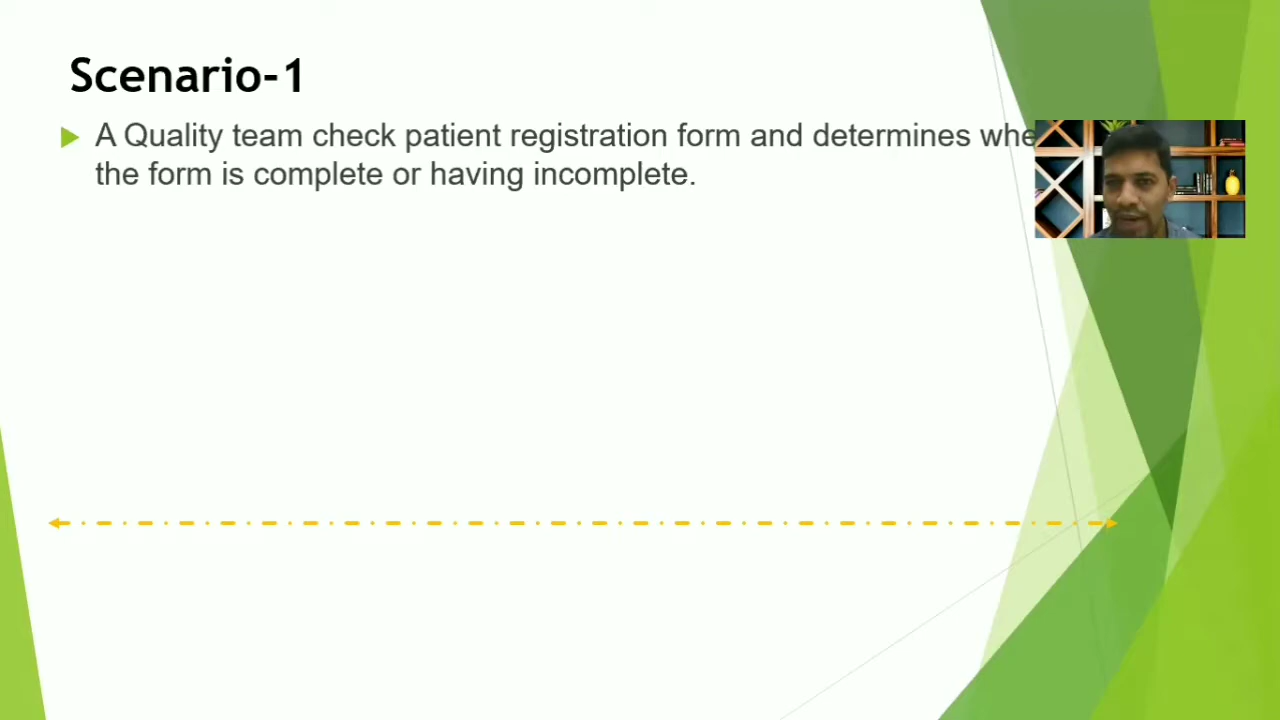 Scenario-1
A Quality team check patient registration form and determines whe
the form is complete or having incomplete.